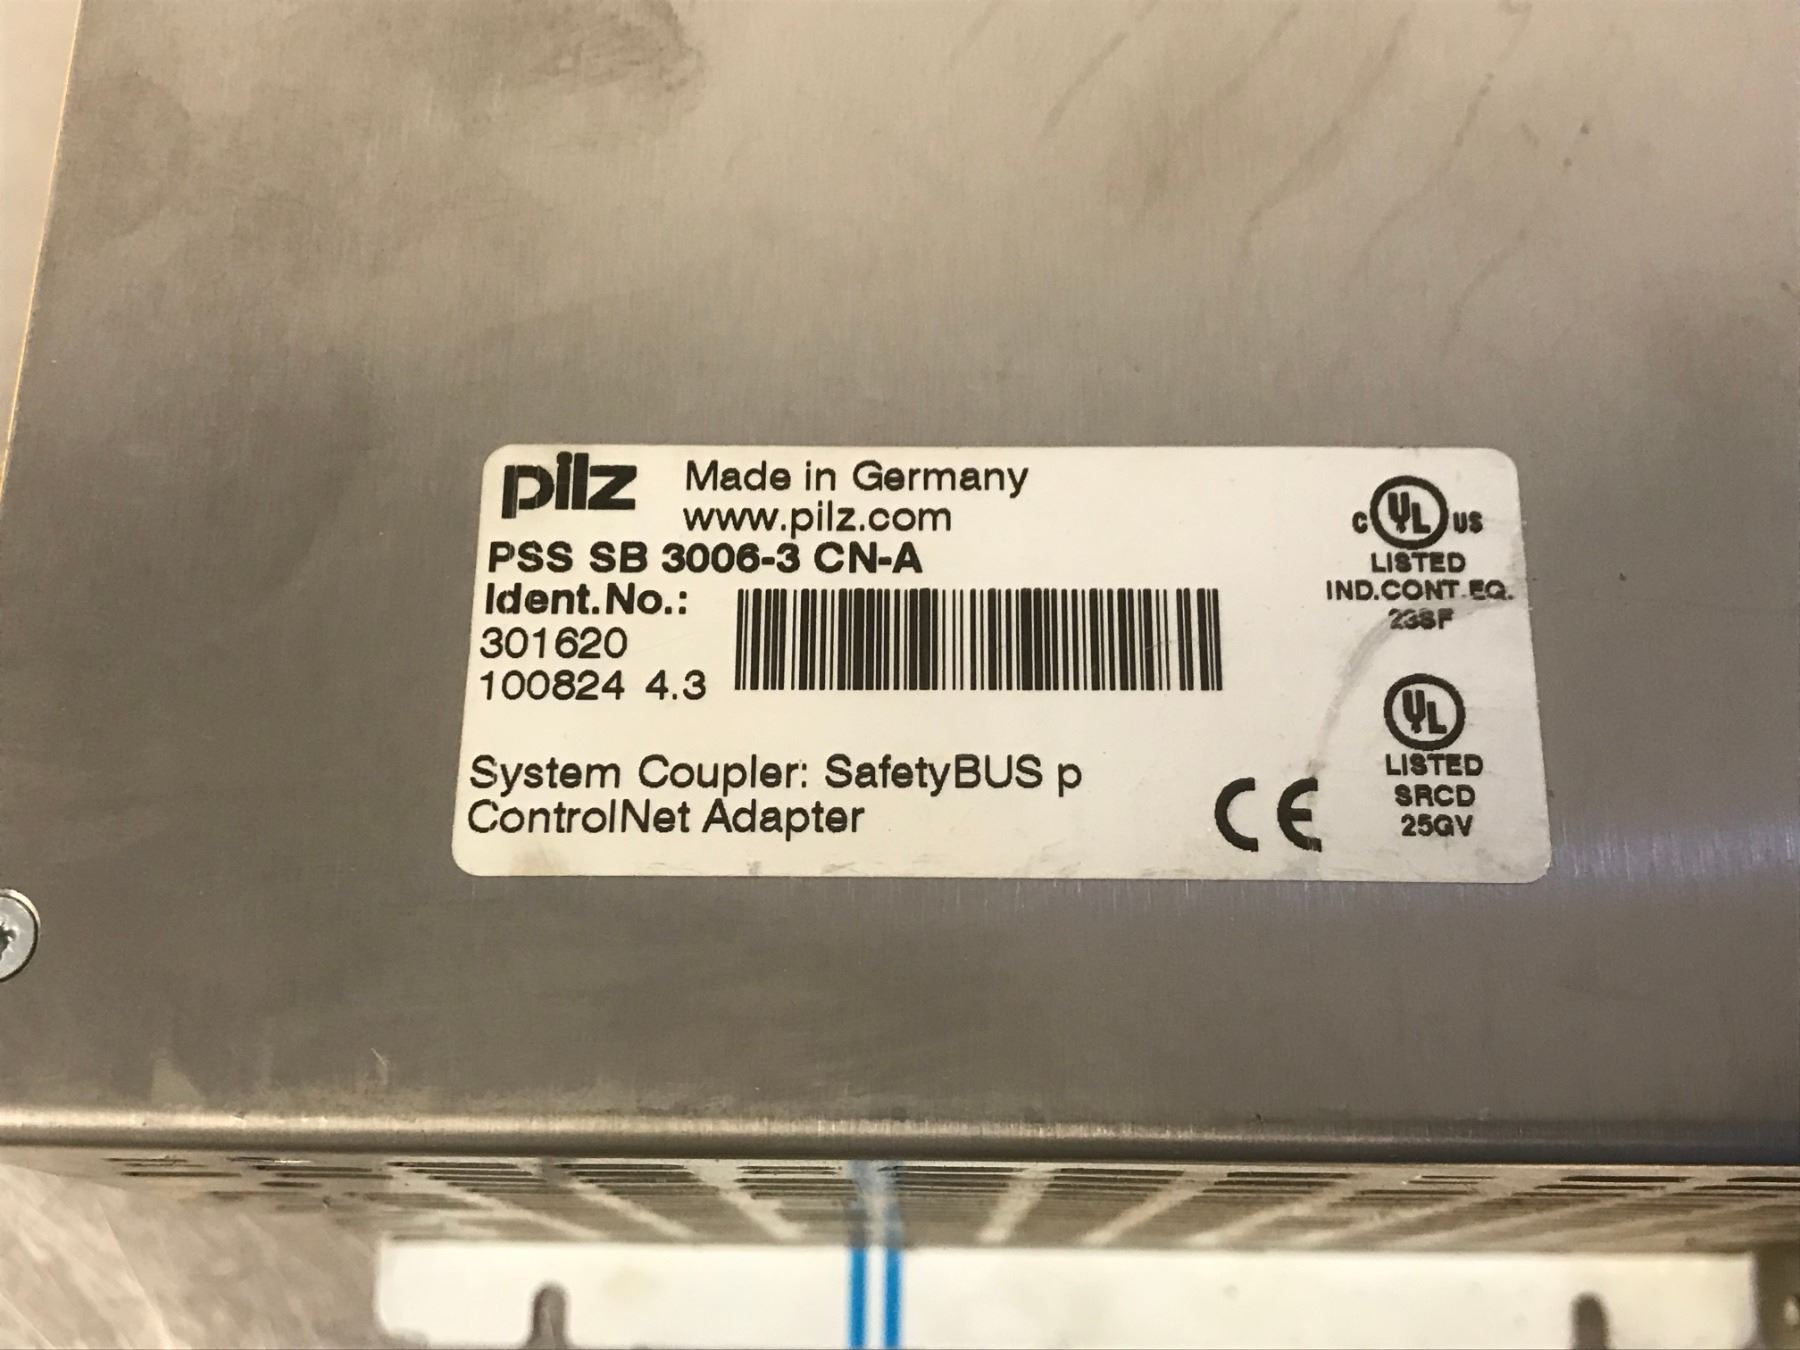 pilz
Made in Germany
www.pilz.com
PSS SB 3006-3 CN-A
Ident.No.:
301620
100824 4.3
System Coupler: SafetyBUS p
ControlNet Adapter
CE
C UL US
LISTED
IND.CONT.EQ.
23SF
UL
LISTED
SRCD
25GV